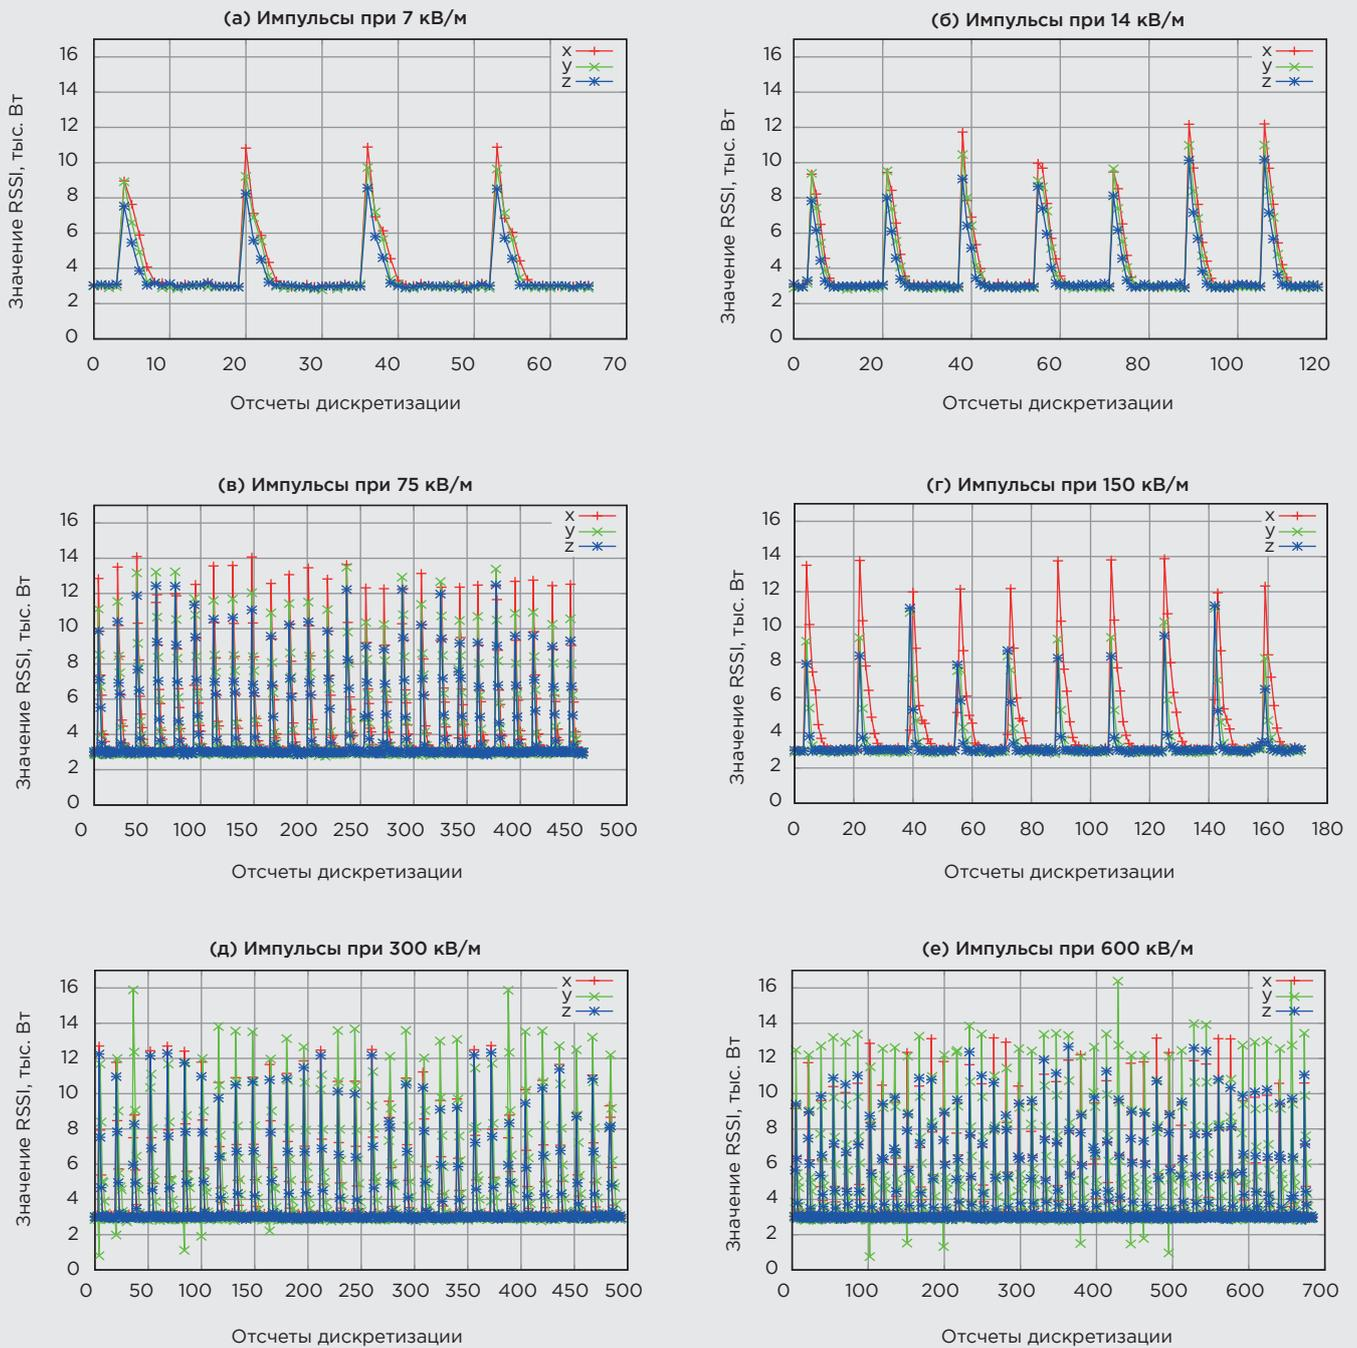 (а) Импульсы при 7 кВ/м
Значение RSSI, тыс. Вт
16
14
12
10
8
6
4
2
0
x
y
z
0 10 20 30 40 50 60 70
Отсчеты дискретизации
(б) Импульсы при 14 кВ/м
Значение RSSI, тыс. Вт
16
14
12
10
8
6
4
2
0
x
y
z
0 20 40 60 80 100 120
Отсчеты дискретизации
(в) Импульсы при 75 кВ/м
Значение RSSI, тыс. Вт
16
14
12
10
8
6
4
2
0
x
y
z
0 50 100 150 200 250 300 350 400 460 500
Отсчеты дискретизации
(г) Импульсы при 150 кВ/м
Значение RSSI, тыс. Вт
16
14
12
10
8
6
4
2
0
x
y
z
0 20 40 60 80 100 120 140 160 180
Отсчеты дискретизации
(д) Импульсы при 300 кВ/м
Значение RSSI, тыс. Вт
16
14
12
10
8
6
4
2
0
x
y
z
0 50 100 150 200 250 300 350 400 450 500
Отсчеты дискретизации
(е) Импульсы при 600 кВ/м
Значение RSSI, тыс. Вт
16
14
12
10
8
6
4
2
0
x
y
z
0 100 200 300 400 500 600 700
Отсчеты дискретизации